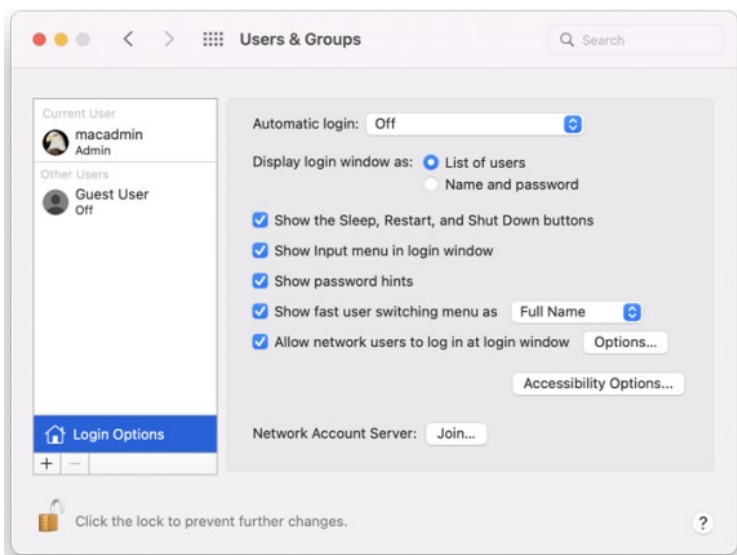 Users & Groups
Search
Current User
macadmin
Admin
Other Users
Guest User
Off
Login Options
+ −
Automatic login: Off
Display login window as: List of users
Name and password
Show the Sleep, Restart, and Shut Down buttons
Show Input menu in login window
Show password hints
Show fast user switching menu as Full Name
Allow network users to log in at login window Options...
Accessibility Options...
Network Account Server: Join...
Click the lock to prevent further changes.
?